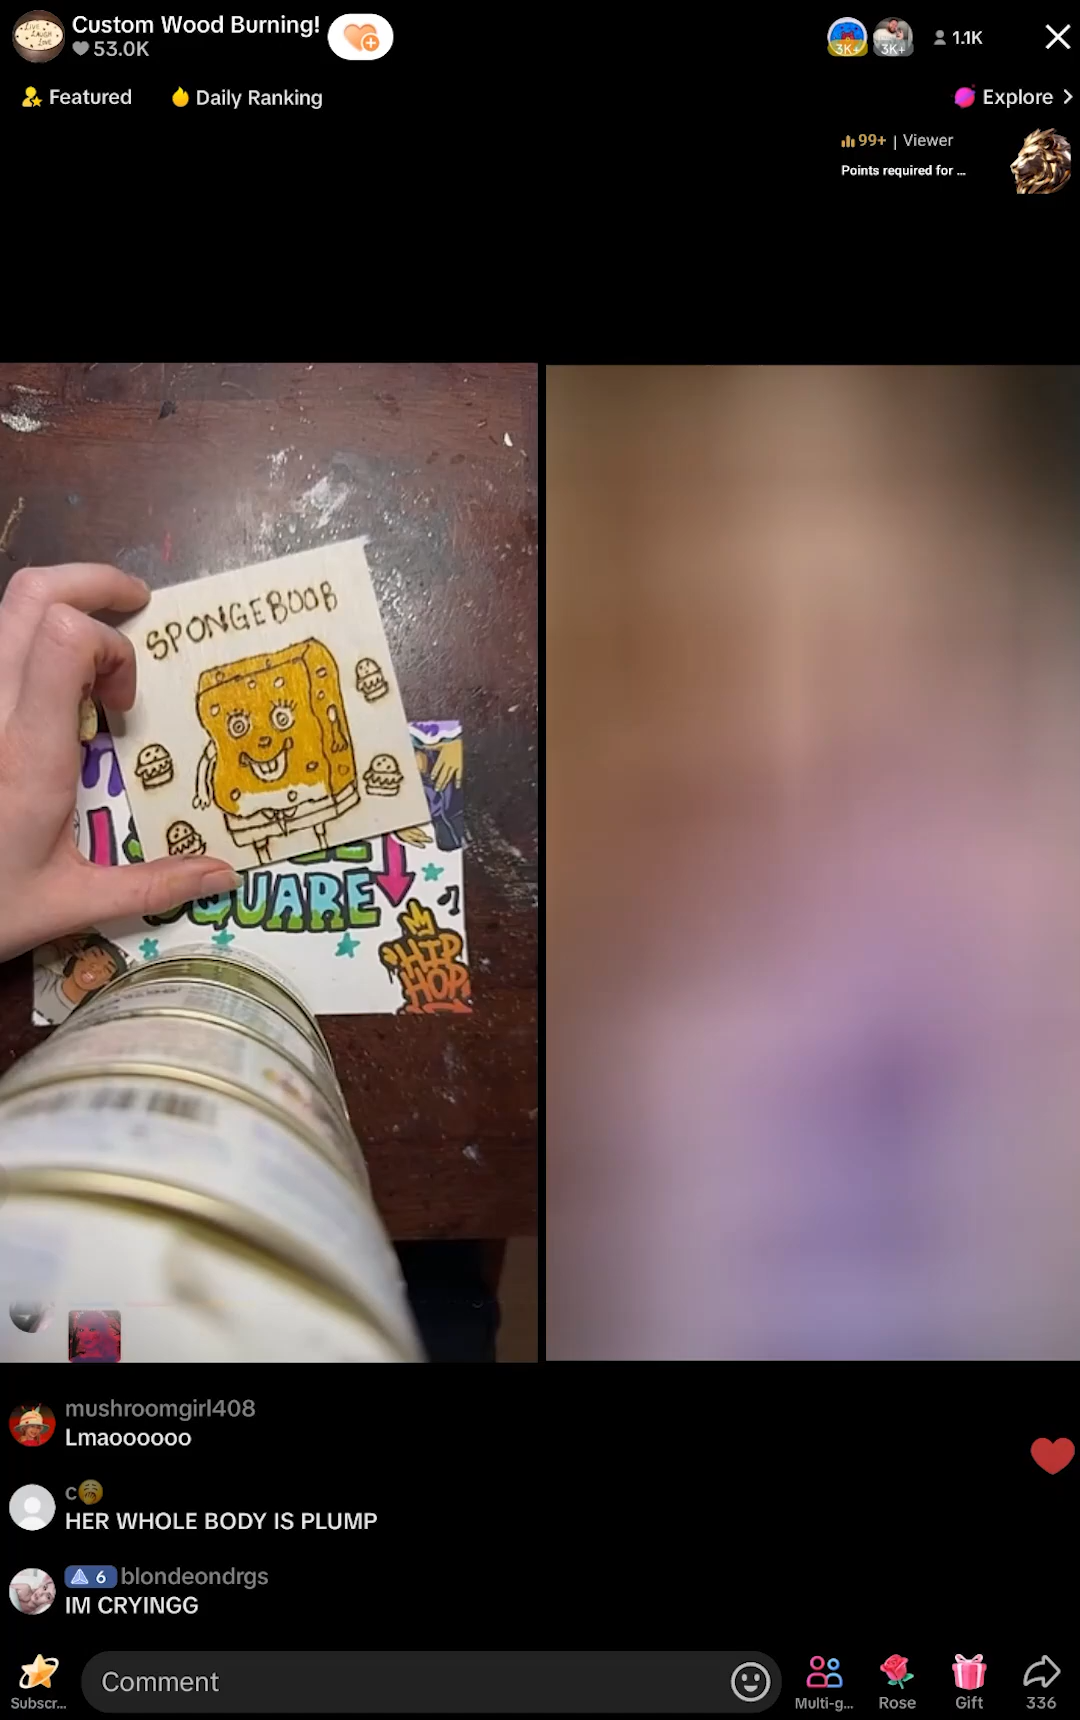 Custom Wood Burning!
53.0K
3K+
3K+
1.1K
Featured
Daily Ranking
Explore
99+ | Viewer
Points required for ...
SPONGEBOOB
SQUARE
HIP
HOP
mushroomgirl408
Lmaoooooo
c
HER WHOLE BODY IS PLUMP
6 blondeondrgs
IM CRYINGG
Comment
Subscr...
Multi-g...
Rose
Gift
336